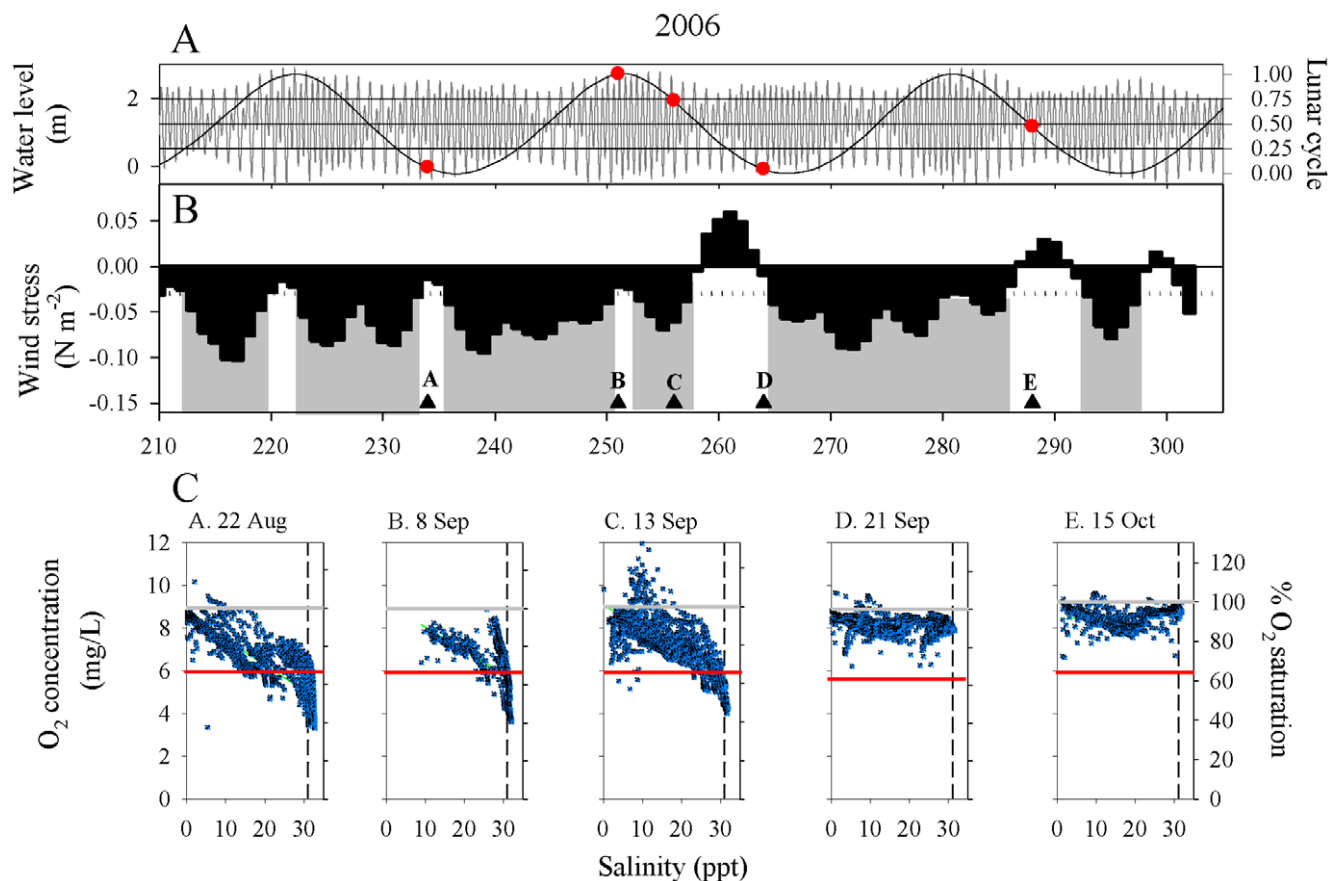 2006
A
Water level
(m)
2
0
1.00
0.75
0.50
0.25
0.00
Lunar cycle
B
Wind stress
(N m-2)
0.05
0.00
-0.05
-0.10
-0.15
A
B
C
D
E
210 220 230 240 250 260 270 280 290 300
C
A. 22 Aug
B. 8 Sep
C. 13 Sep
D. 21 Sep
E. 15 Oct
O2 concentration
(mg/L)
12
10
8
6
4
2
0
120
100
80
60
40
20
0
% O2 saturation
0 10 20 30
0 10 20 30
0 10 20 30
0 10 20 30
0 10 20 30
Salinity (ppt)